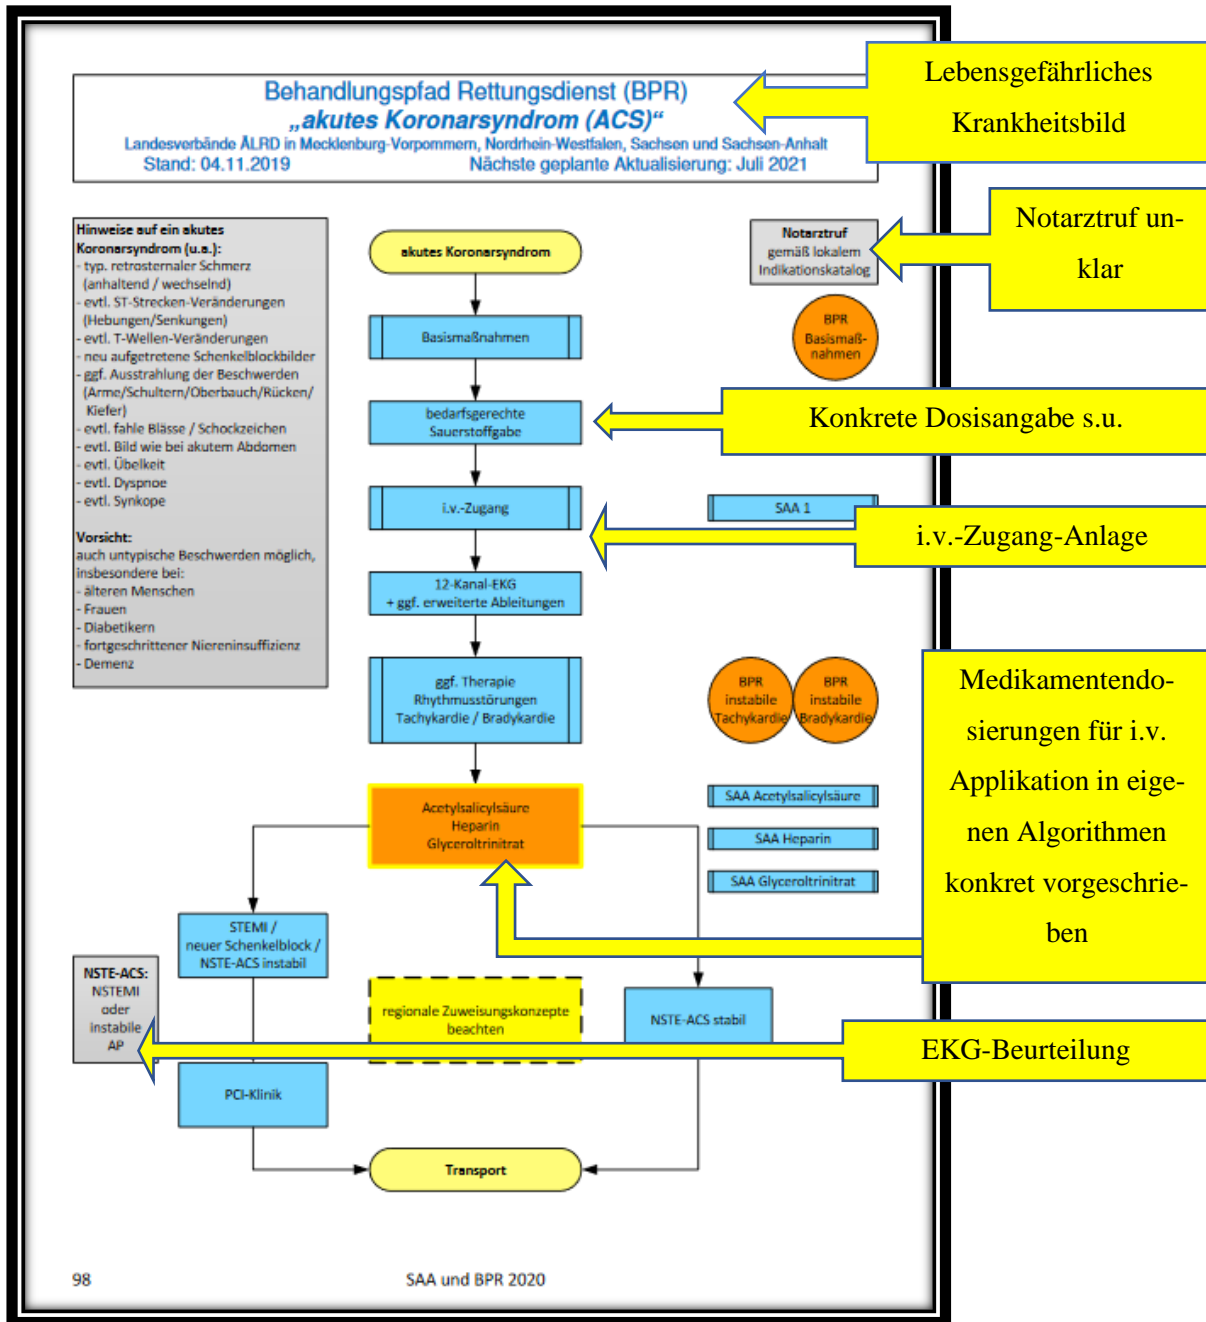 Behandlungspfad Rettungsdienst (BPR)
„akutes Koronarsyndrom (ACS)“
Landesverbände ÄLRD in Mecklenburg-Vorpommern, Nordrhein-Westfalen, Sachsen und Sachsen-Anhalt
Stand: 04.11.2019 Nächste geplante Aktualisierung: Juli 2021
Lebensgefährliches
Krankheitsbild
Hinweise auf ein akutes
Koronarsyndrom (u.a.):
- typ. retrosternaler Schmerz
(anhaltend / wechselnd)
- evtl. ST-Strecken-Veränderungen
(Hebungen/Senkungen)
- evtl. T-Wellen-Veränderungen
- neu aufgetretene Schenkelblockbilder
- ggf. Ausstrahlung der Beschwerden
(Arme/Schultern/Oberbauch/Rücken/
Kiefer)
- evtl. fahle Blässe / Schockzeichen
- evtl. Bild wie bei akutem Abdomen
- evtl. Übelkeit
- evtl. Dyspnoe
- evtl. Synkope
Vorsicht:
auch untypische Beschwerden möglich,
insbesondere bei:
- älteren Menschen
- Frauen
- Diabetikern
- fortgeschrittener Niereninsuffizienz
- Demenz
akutes Koronarsyndrom
Notarztruf
gemäß lokalem
Indikationskatalog
Notarztruf un-
klar
Basismaßnahmen
BPR
Basismaß-
nahmen
bedarfsgerechte
Sauerstoffgabe
Konkrete Dosisangabe s.u.
i.v.-Zugang
SAA 1
i.v.-Zugang-Anlage
12-Kanal-EKG
+ ggf. erweiterte Ableitungen
ggf. Therapie
Rhythmusstörungen
Tachykardie / Bradykardie
BPR
instabile
Tachykardie
BPR
instabile
Bradykardie
Medikamentendo-
sierungen für i.v.
Applikation in eige-
nen Algorithmen
konkret vorgeschrie-
ben
Acetylsalicylsäure
Heparin
Glyceroltrinitrat
SAA Acetylsalicylsäure
SAA Heparin
SAA Glyceroltrinitrat
STEMI /
neuer Schenkelblock /
NSTE-ACS instabil
NSTE-ACS:
NSTEMI
oder
instabile
AP
regionale Zuweisungskonzepte
beachten
NSTE-ACS stabil
EKG-Beurteilung
PCI-Klinik
Transport
98 SAA und BPR 2020